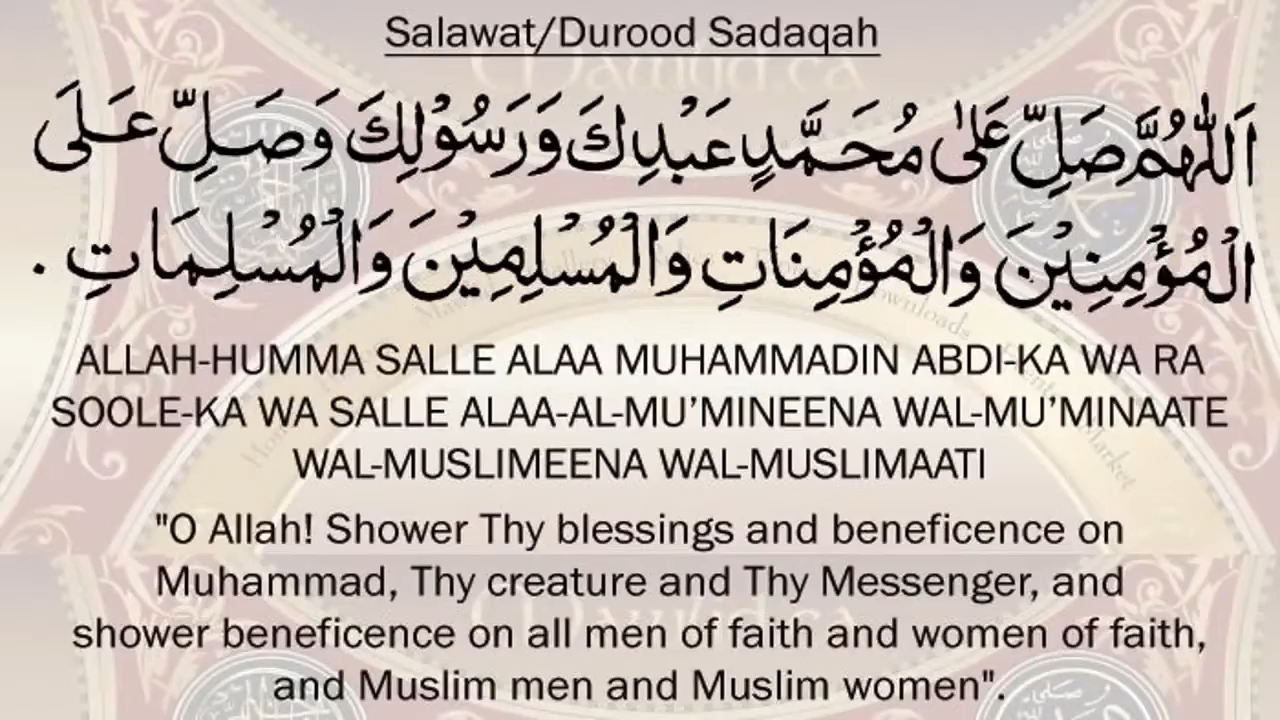 Salawat/Durood Sadaqah
اَللّٰهُمَّ صَلِّ عَلٰی مُحَمَّدٍ عَبْدِكَ وَرَسُوْلِكَ وَصَلِّ عَلَی
الْمُؤْمِنِيْنَ وَالْمُؤْمِنَاتِ وَالْمُسْلِمِيْنَ وَالْمُسْلِمَاتِ .
ALLAH-HUMMA SALLE ALAA MUHAMMADIN ABDI-KA WA RA
SOOLE-KA WA SALLE ALAA-AL-MU’MINEENA WAL-MU’MINAATE
WAL-MUSLIMEENA WAL-MUSLIMAATI
"O Allah! Shower Thy blessings and beneficence on
Muhammad, Thy creature and Thy Messenger, and
shower beneficence on all men of faith and women of faith,
and Muslim men and Muslim women".